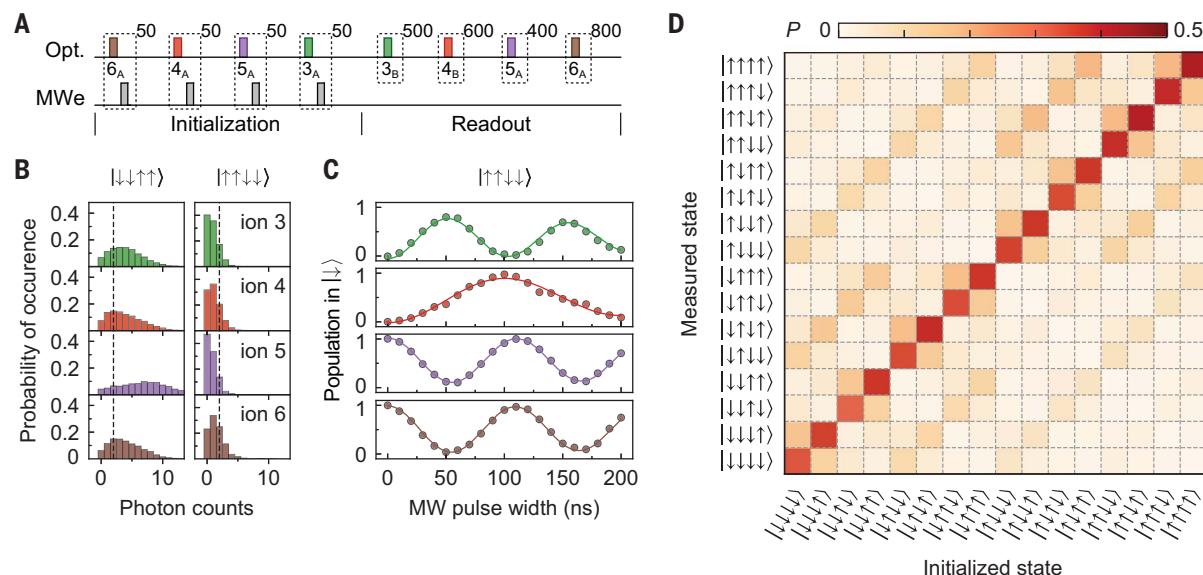 A
Opt.
50 50 50 50 500 600 400 800
6A 4A 5A 3A 3B 4B 5A 6A
MWe
Initialization Readout
B
|↓↓↑↑⟩ |↑↑↓↓⟩
Probability of occurrence
0.4
0.2
ion 3
0.4
0.2
ion 4
0.4
0.2
ion 5
0.4
0.2
0
ion 6
0 10 0 10
Photon counts
C
|↑↑↓↓⟩
Population in |↓⟩
1
0
1
0
1
0
1
0
0 50 100 150 200
MW pulse width (ns)
D
P 0 0.5
Measured state
|↑↑↑↑⟩
|↑↑↑↓⟩
|↑↑↓↑⟩
|↑↑↓↓⟩
|↑↓↑↑⟩
|↑↓↑↓⟩
|↑↓↓↑⟩
|↑↓↓↓⟩
|↓↑↑↑⟩
|↓↑↑↓⟩
|↓↑↓↑⟩
|↓↑↓↓⟩
|↓↓↑↑⟩
|↓↓↑↓⟩
|↓↓↓↑⟩
|↓↓↓↓⟩
|↓↓↓↓⟩ |↓↓↓↑⟩ |↓↓↑↓⟩ |↓↓↑↑⟩ |↓↑↓↓⟩ |↓↑↓↑⟩ |↓↑↑↓⟩ |↓↑↑↑⟩ |↑↓↓↓⟩ |↑↓↓↑⟩ |↑↓↑↓⟩ |↑↓↑↑⟩ |↑↑↓↓⟩ |↑↑↓↑⟩ |↑↑↑↓⟩ |↑↑↑↑⟩
Initialized state